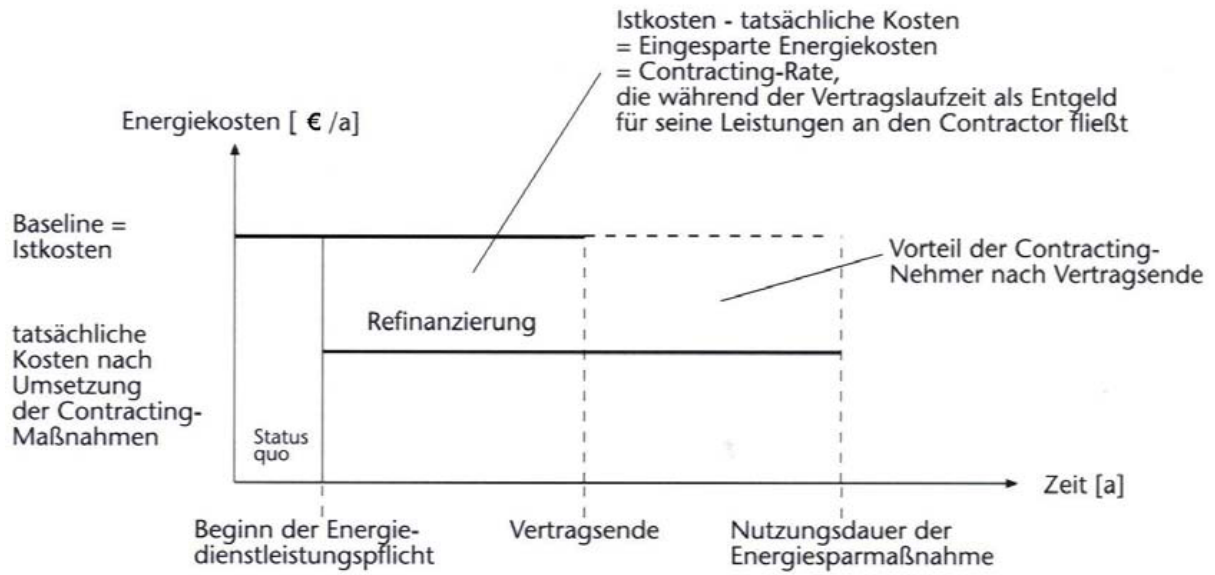 Istkosten - tatsächliche Kosten
= Eingesparte Energiekosten
= Contracting-Rate,
die während der Vertragslaufzeit als Entgeld
für seine Leistungen an den Contractor fließt
Energiekosten [ € /a]
Baseline =
Istkosten
Vorteil der Contracting-
Nehmer nach Vertragsende
Refinanzierung
tatsächliche
Kosten nach
Umsetzung
der Contracting-
Maßnahmen
Status
quo
Zeit [a]
Beginn der Energie-
dienstleistungspflicht
Vertragsende
Nutzungsdauer der
Energiesparmaßnahme